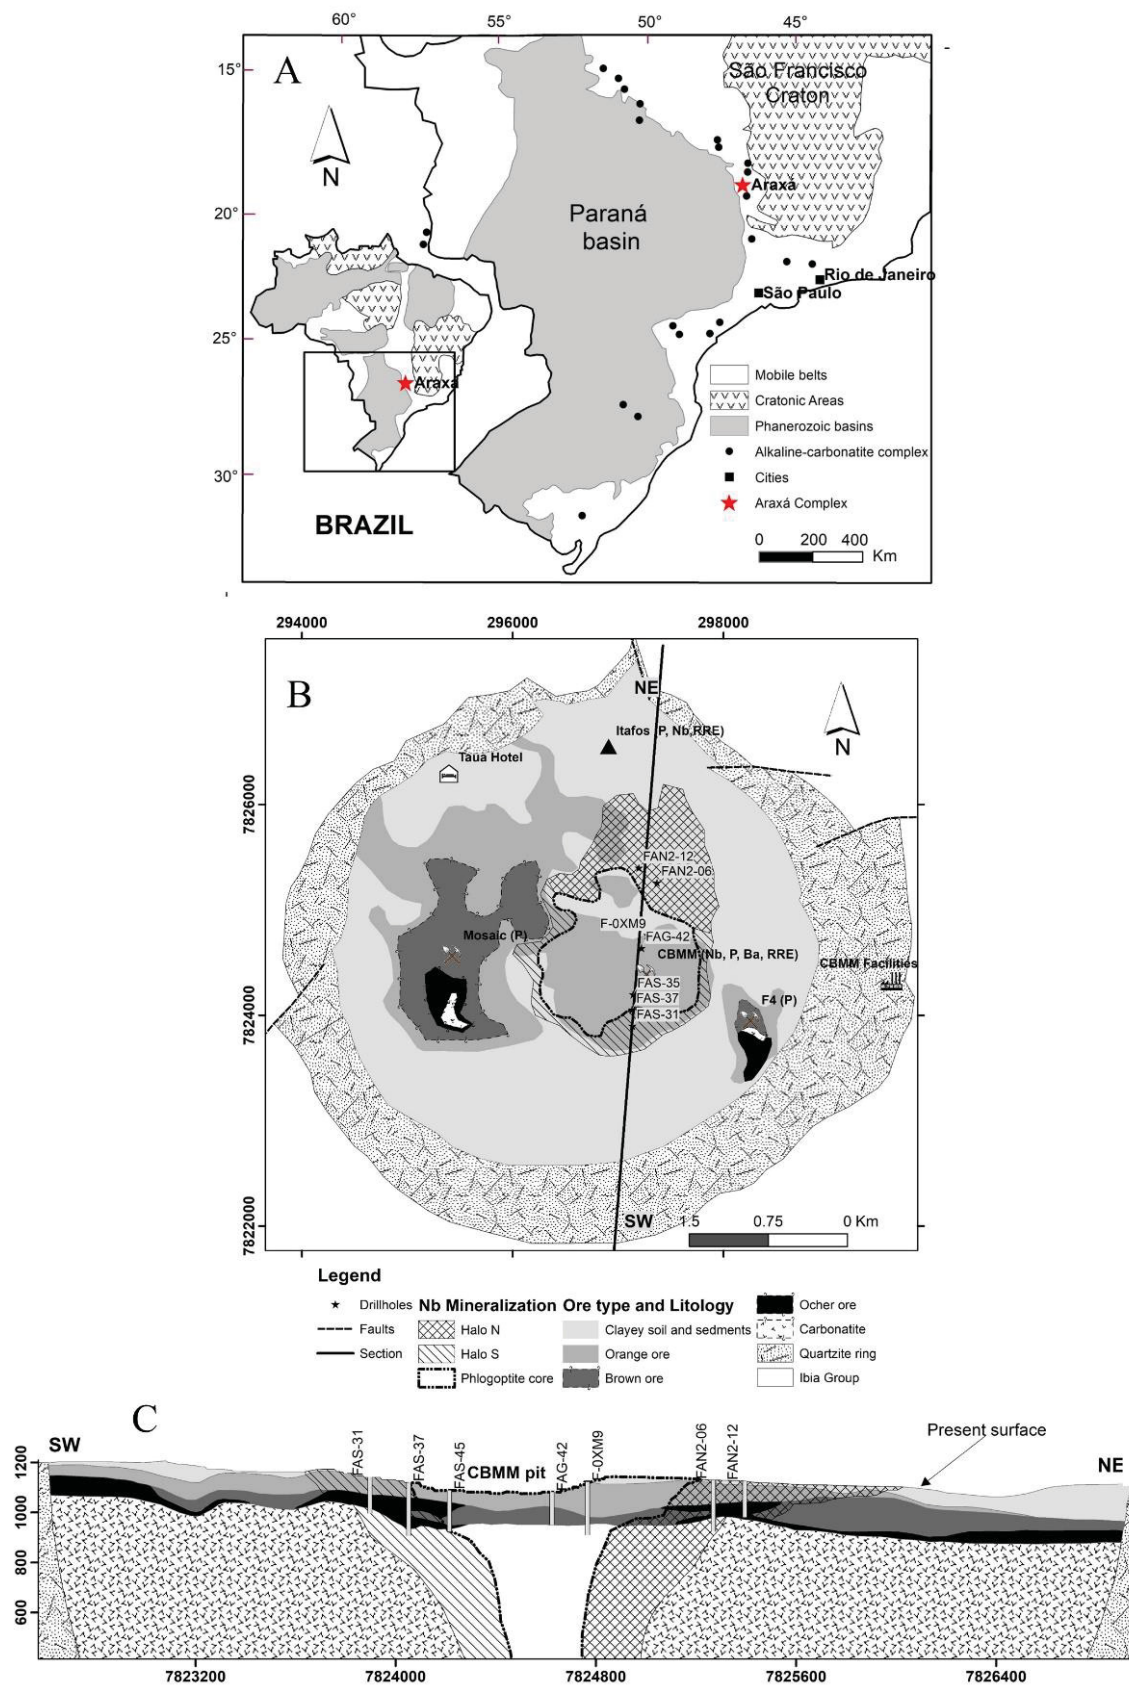 60°
55°
50°
45°
A
15°
20°
25°
30°
São Francisco
Craton
N
Araxá
Paraná
basin
Rio de Janeiro
São Paulo
Araxá
Mobile belts
Cratonic Areas
Phanerozoic basins
Alkaline-carbonatite complex
Cities
Araxá Complex
BRAZIL
0 200 400 Km
294000
296000
298000
B
NE
N
Itafos (P, Nb,RRE)
Taua Hotel
7826000
FAN2-12
FAN2-06
F-0XM9
FAG-42
Mosaic (P)
CBMM (Nb, P, Ba, RRE)
CBMM Facilities
FAS-35
FAS-37
FAS-31
F4 (P)
7824000
7822000
SW
1.5 0.75 0 Km
Legend
Drillholes
Faults
Section
Nb Mineralization
Halo N
Halo S
Phlogoptite core
Ore type and Litology
Clayey soil and sedments
Orange ore
Brown ore
Ocher ore
Carbonatite
Quartzite ring
Ibia Group
C
SW
FAS-31
FAS-37
FAS-45
CBMM pit
FAG-42
F-0XM9
FAN2-06
FAN2-12
Present surface
NE
1200
1000
800
600
7823200
7824000
7824800
7825600
7826400